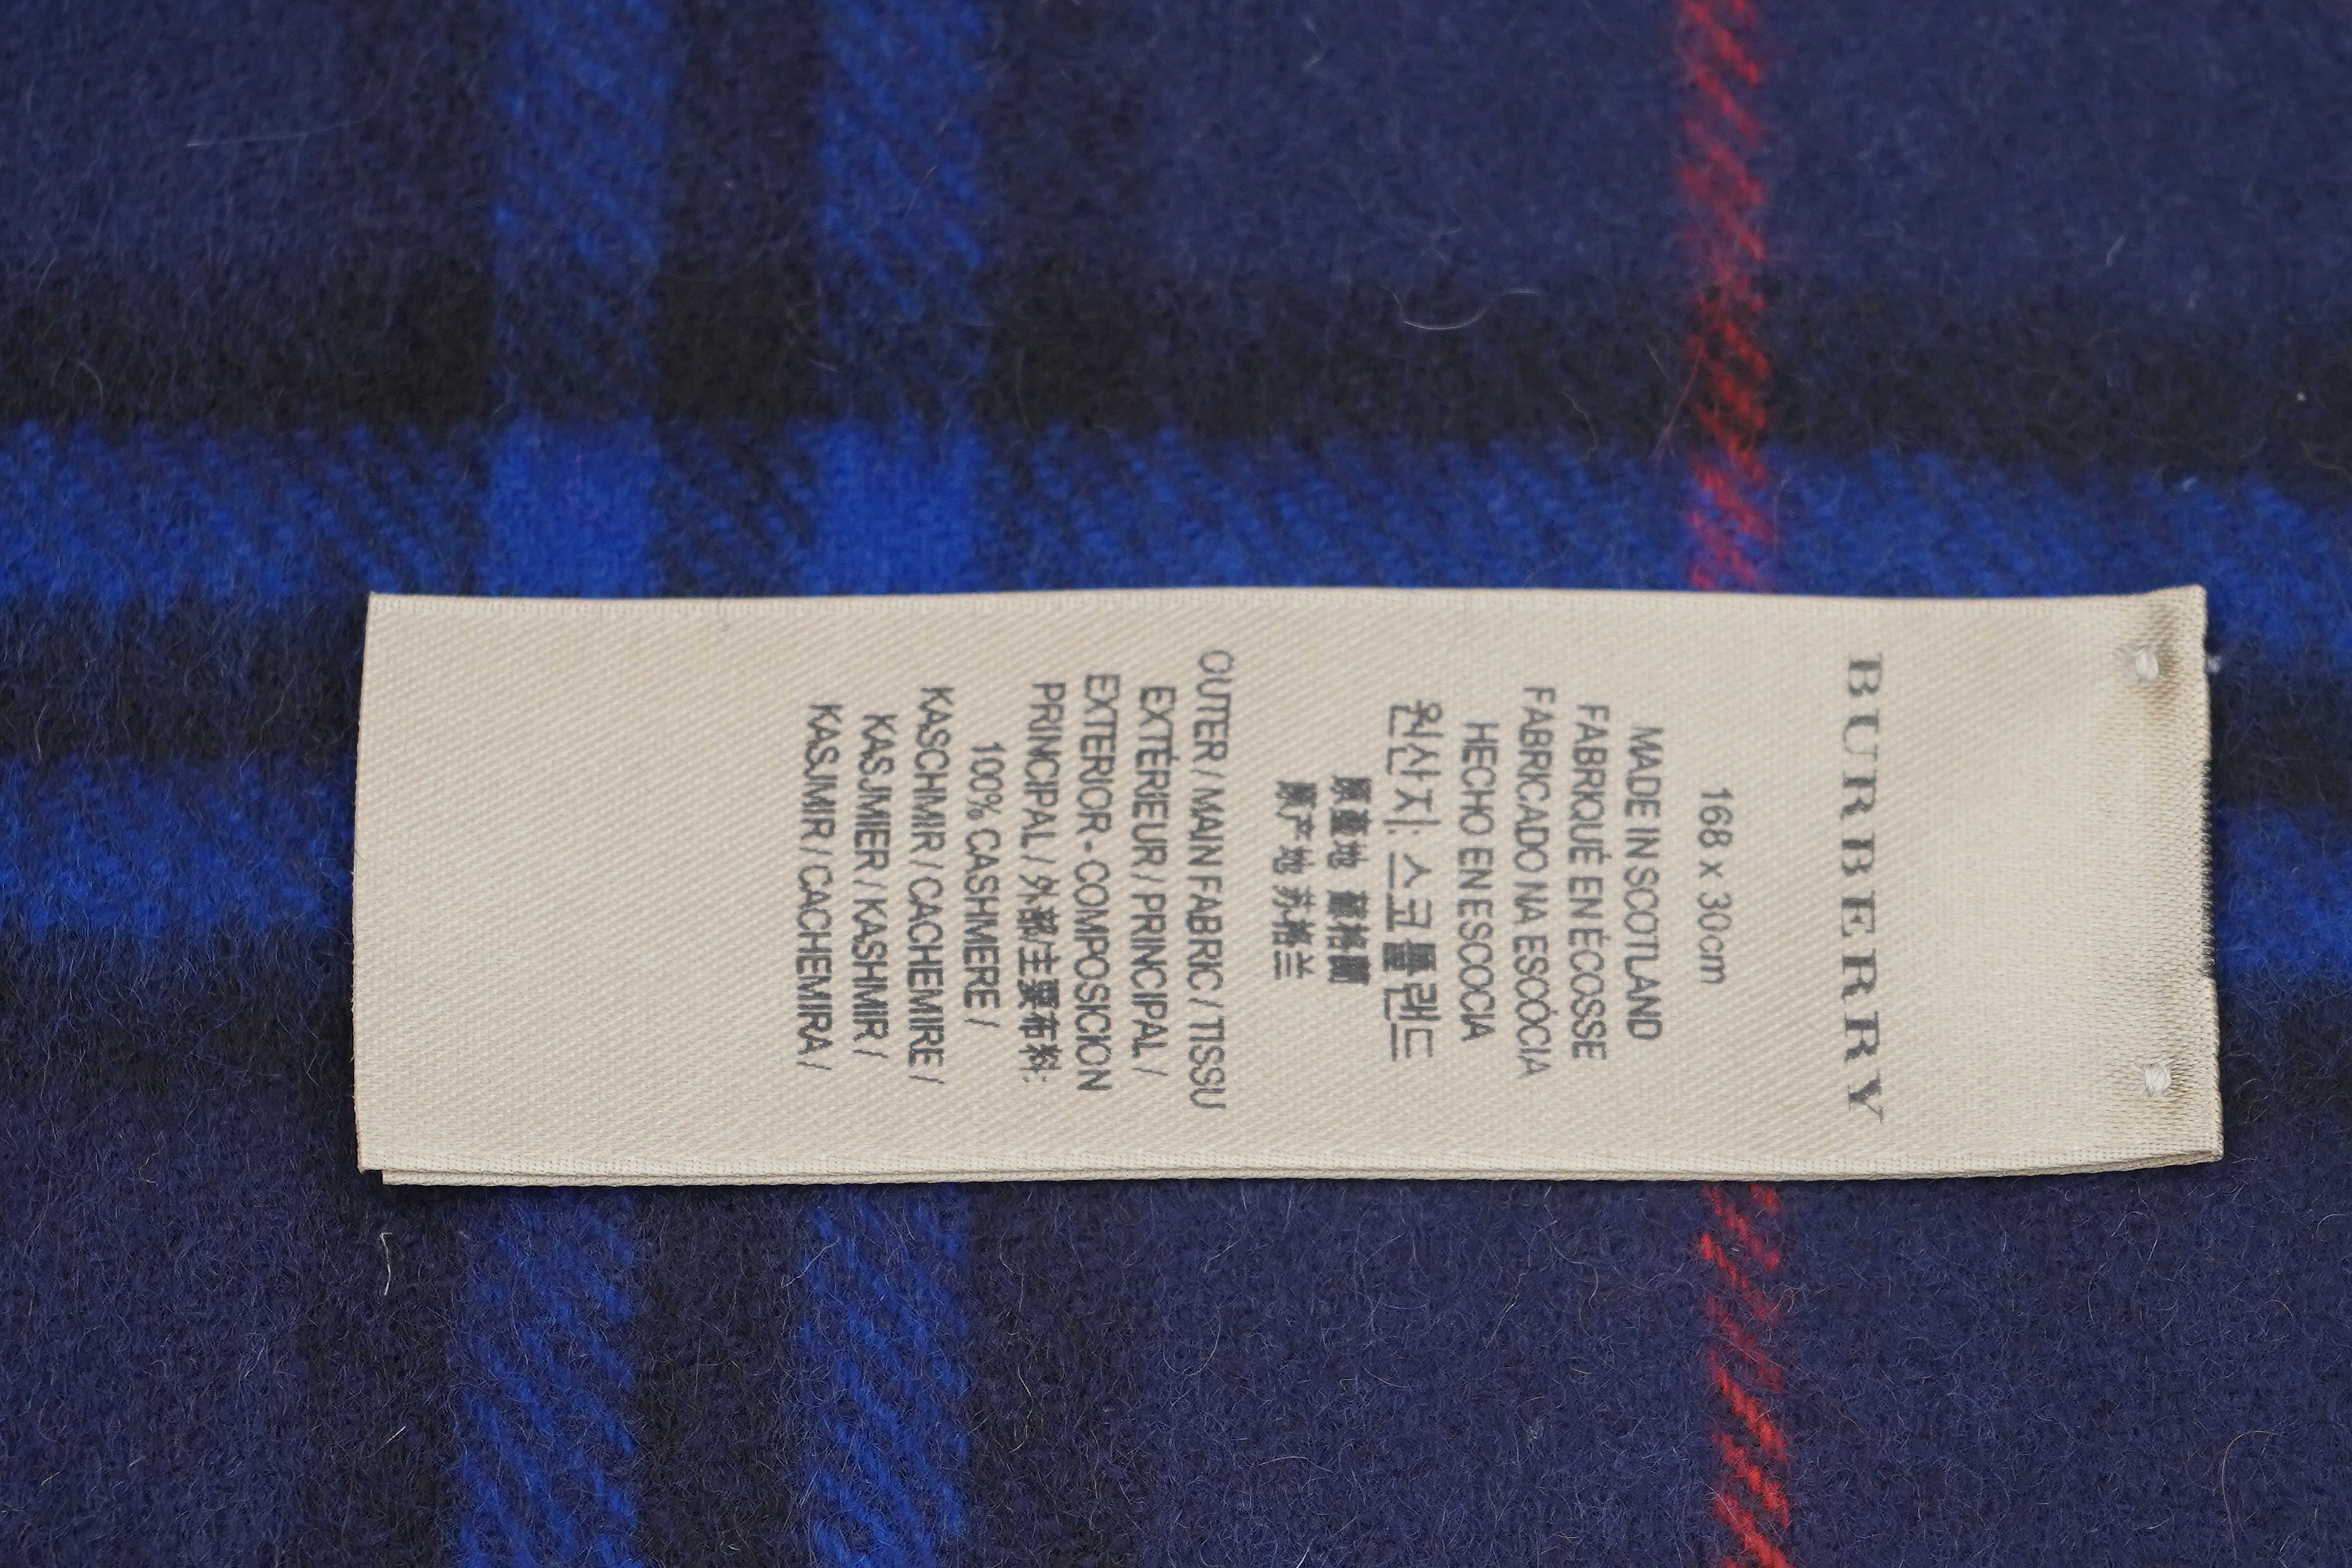 BURBERRY
168 x 30cm
MADE IN SCOTLAND
FABRIQUÉ EN ÉCOSSE
FABRICADO NA ESCÓCIA
HECHO EN ESCOCIA
원산지: 스코틀랜드
原產地 蘇格蘭
原产地 苏格兰
OUTER / MAIN FABRIC / TISSU
EXTÉRIEUR / PRINCIPAL /
EXTERIOR - COMPOSICION
PRINCIPAL / 外部/主要布料:
100% CASHMERE /
KASCHMIR / CACHEMIRE /
KASJMIER / KASHMIR /
KASJMIR / CACHEMIRA /